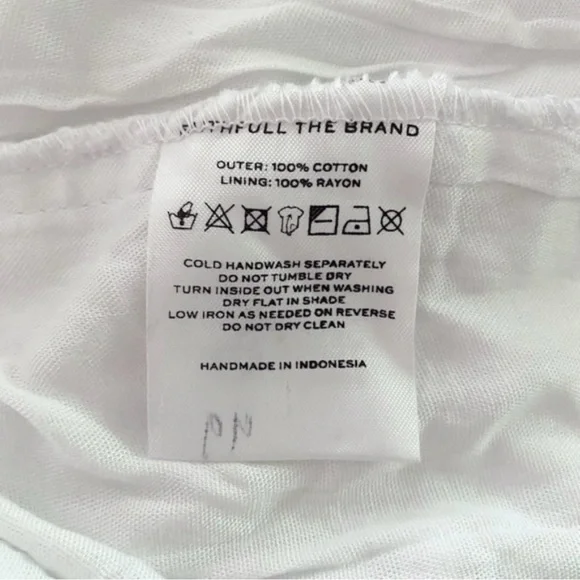 FAITHFULL THE BRAND
OUTER: 100% COTTON
LINING: 100% RAYON
COLD HANDWASH SEPARATELY
DO NOT TUMBLE DRY
TURN INSIDE OUT WHEN WASHING
DRY FLAT IN SHADE
LOW IRON AS NEEDED ON REVERSE
DO NOT DRY CLEAN
HANDMADE IN INDONESIA